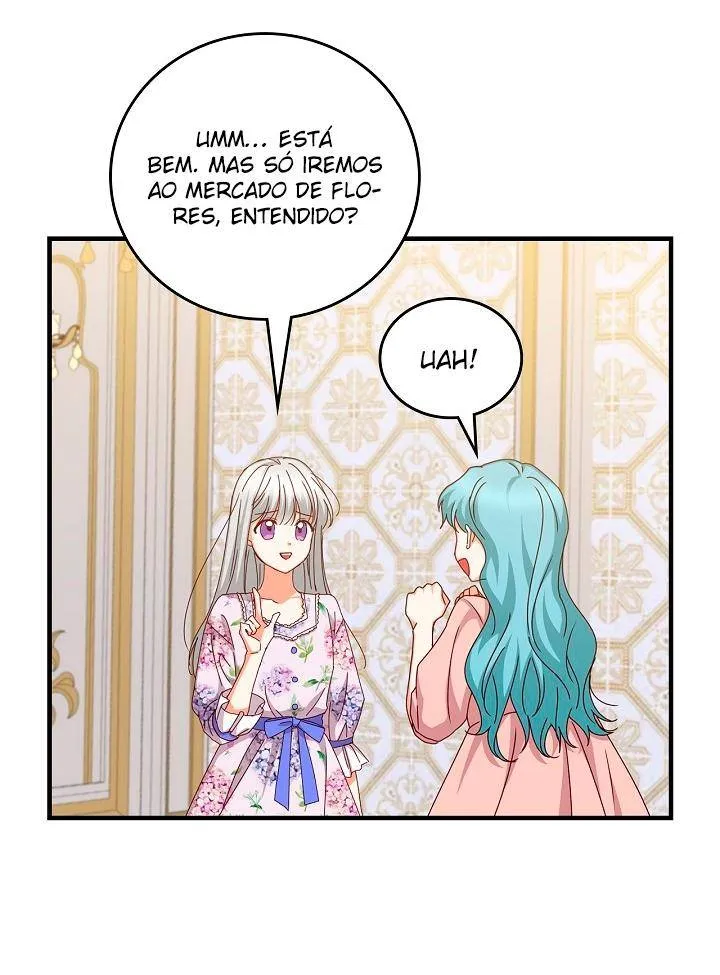 UMM... ESTÁ
BEM. MAS SÓ IREMOS
AO MERCADO DE FLO-
RES, ENTENDIDO?
UAH!